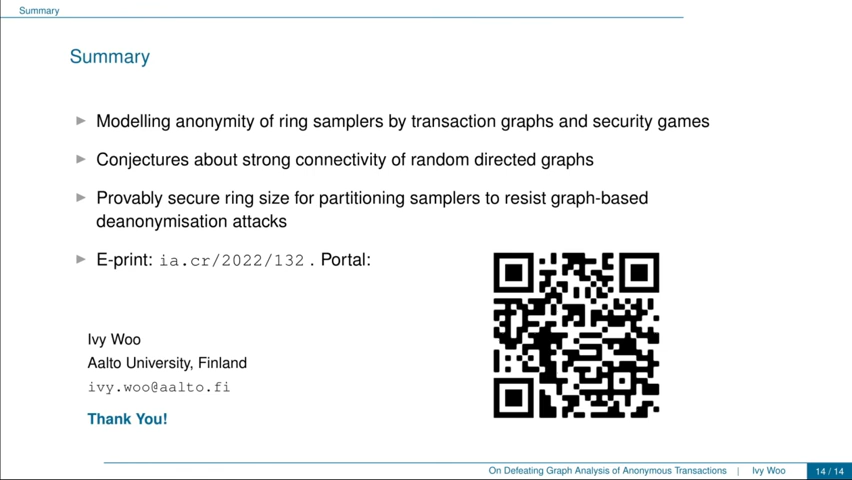 Summary
Summary
Modelling anonymity of ring samplers by transaction graphs and security games
Conjectures about strong connectivity of random directed graphs
Provably secure ring size for partitioning samplers to resist graph-based
deanonymisation attacks
E-print: ia.cr/2022/132 . Portal:
Ivy Woo
Aalto University, Finland
ivy.woo@aalto.fi
Thank You!
On Defeating Graph Analysis of Anonymous Transactions | Ivy Woo 14 / 14